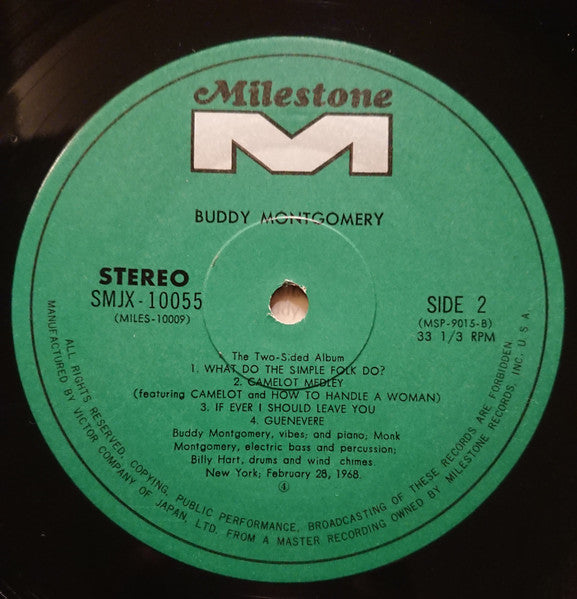 Milestone
M
BUDDY MONTGOMERY
STEREO
SMJX-10055
(MILES-10009)
SIDE 2
(MSP-9015-B)
33 1/3 RPM
The Two-Sided Album
1. WHAT DO THE SIMPLE FOLK DO?
2. CAMELOT MEDLEY
(featuring CAMELOT and HOW TO HANDLE A WOMAN)
3. IF EVER I SHOULD LEAVE YOU
4. GUENEVERE
Buddy Montgomery, vibes; and piano; Monk
Montgomery, electric bass and percussion;
Billy Hart, drums and wind chimes.
New York; February 28, 1968.
④
ALL RIGHTS RESERVED, COPYING, PUBLIC PERFORMANCE, BROADCASTING OF THESE RECORDS ARE FORBIDDEN
MANUFACTURED BY VICTOR COMPANY OF JAPAN, LTD. FROM A MASTER RECORDING OWNED BY MILESTONE RECORDS, INC. U.S.A.